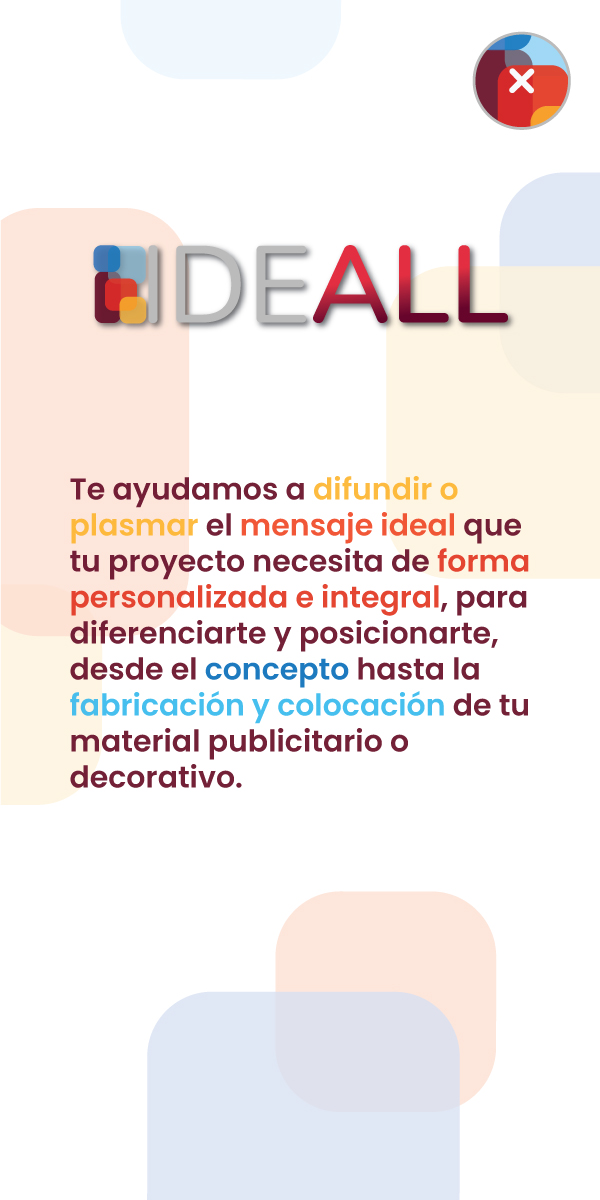 IDEALL
Te ayudamos a difundir o
plasmar el mensaje ideal que
tu proyecto necesita de forma
personalizada e integral, para
diferenciarte y posicionarte,
desde el concepto hasta la
fabricación y colocación de tu
material publicitario o
decorativo.